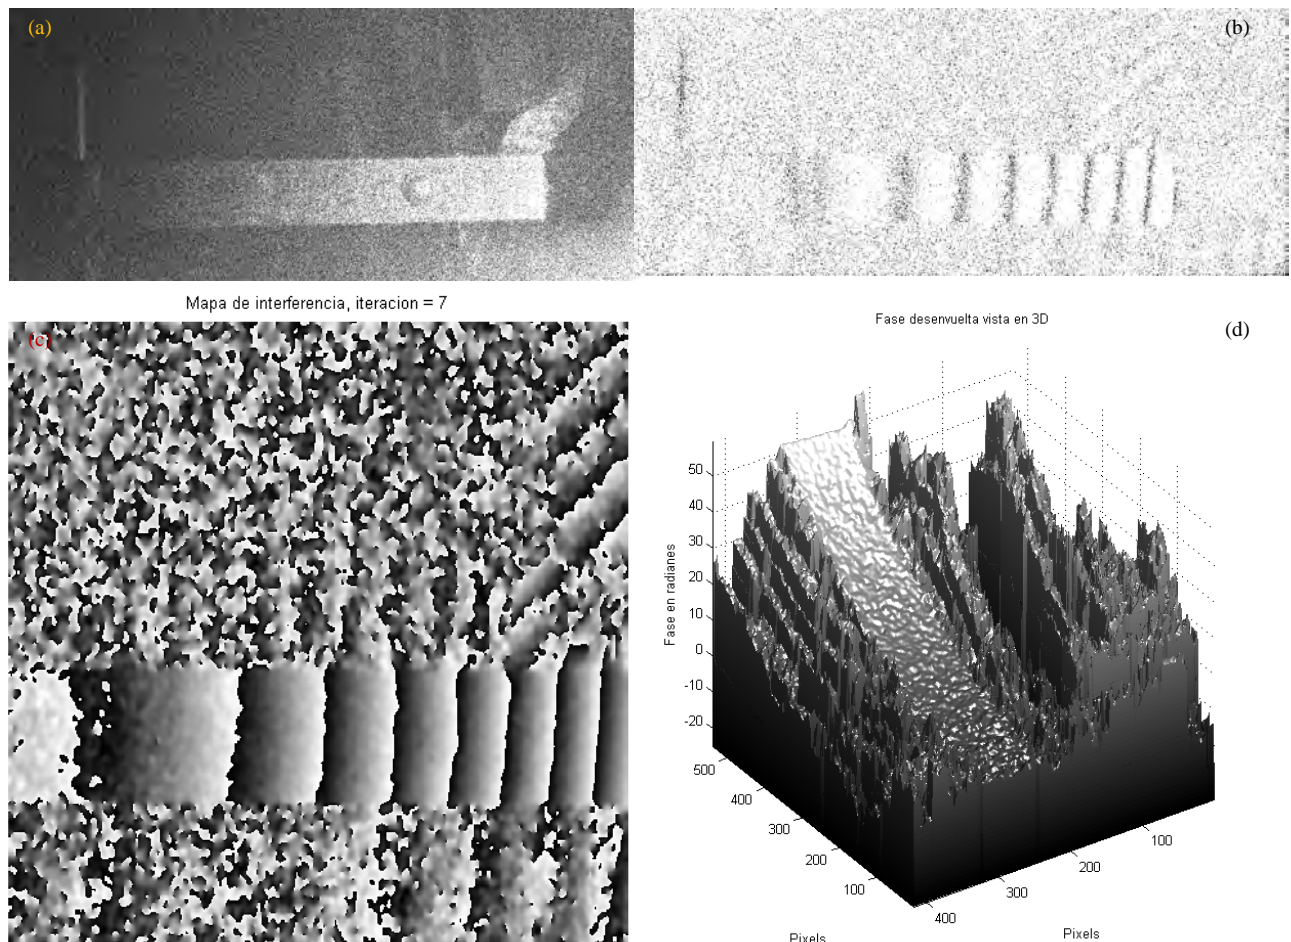 (a)
(b)
Mapa de interferencia, iteracion = 7
(c)
Fase desenvuelta vista en 3D
(d)
Fase en radianes
50
40
30
20
10
0
-10
-20
500
400
300
200
100
Pixels
400
300
200
100
Pixels